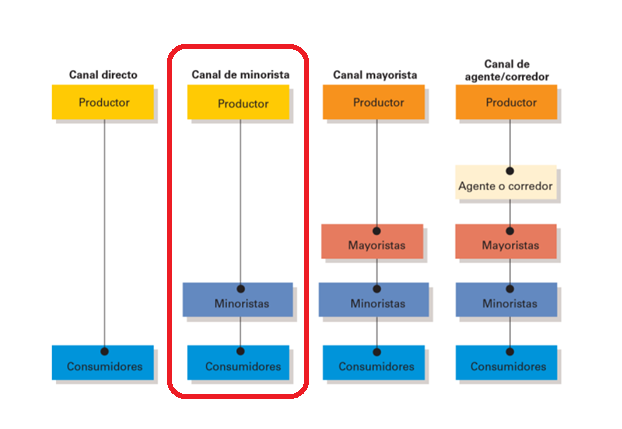 Canal directo
Productor
Consumidores
Canal de minorista
Productor
Minoristas
Consumidores
Canal mayorista
Productor
Mayoristas
Minoristas
Consumidores
Canal de
agente/corredor
Productor
Agente o corredor
Mayoristas
Minoristas
Consumidores